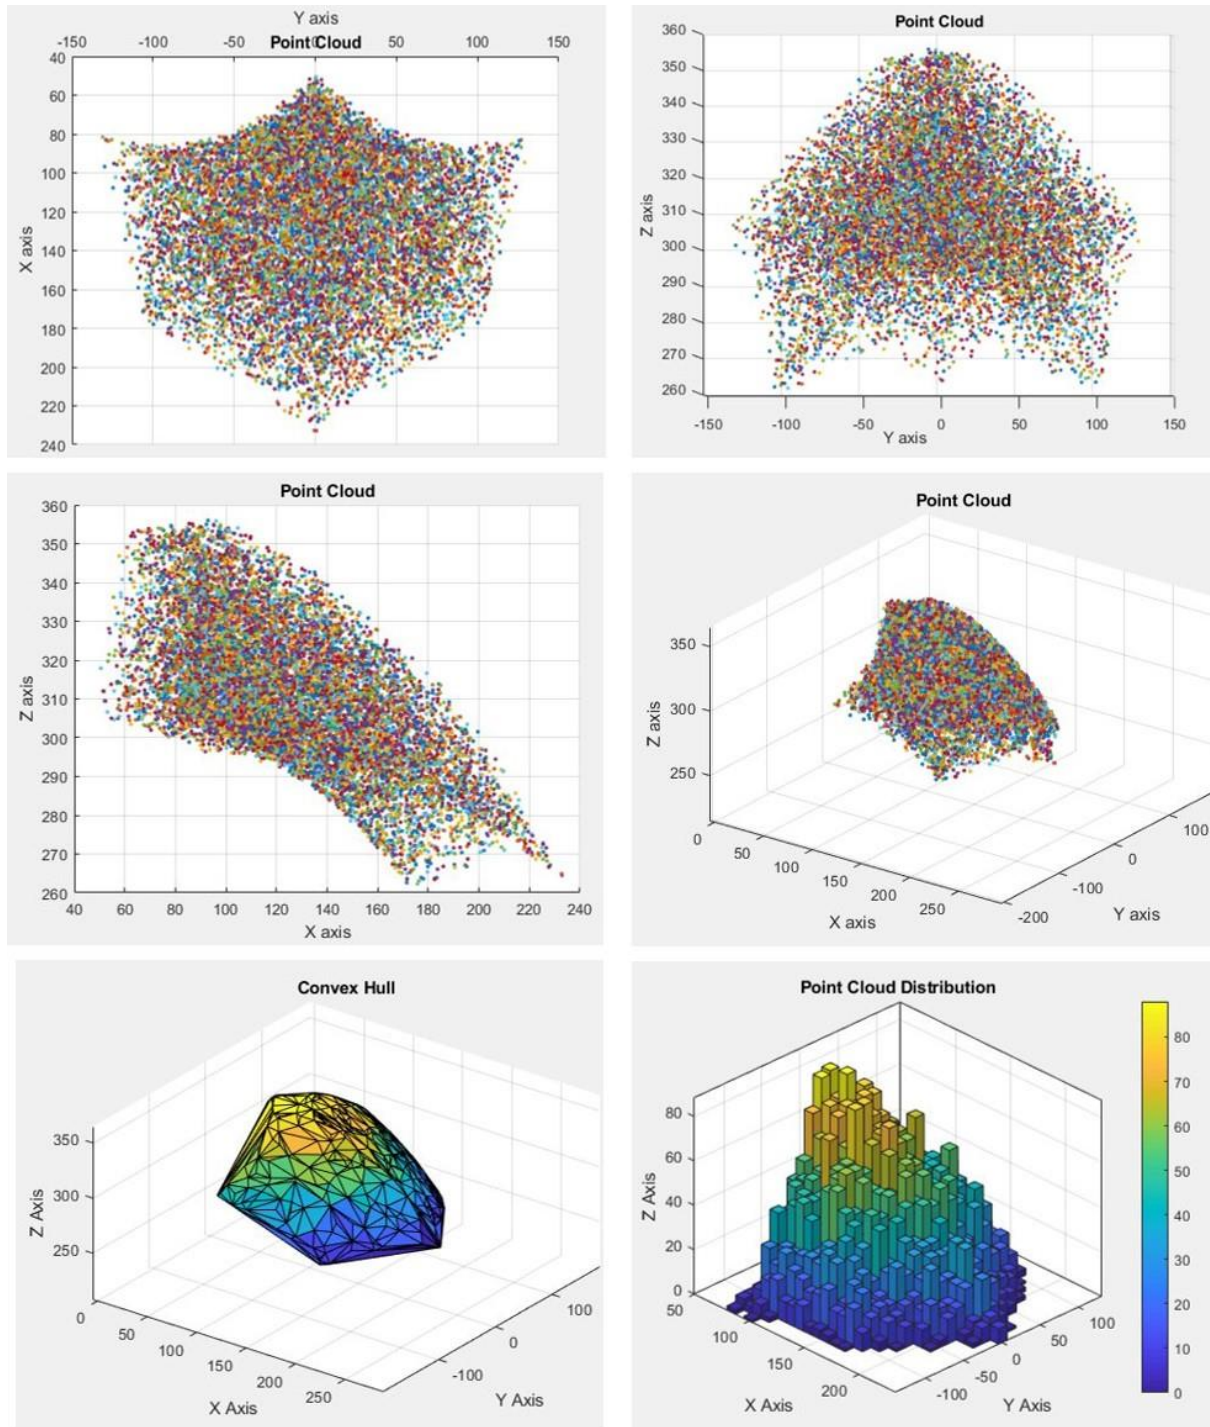 Y axis
-150 -100 -50 0 50 100 150
Point Cloud
40
60
80
100
120
140
160
180
200
220
240
X axis
Point Cloud
360
350
340
330
320
310
300
290
280
270
260
Z axis
-150 -100 -50 0 50 100 150
Y axis
Point Cloud
360
350
340
330
320
310
300
290
280
270
260
Z axis
40 60 80 100 120 140 160 180 200 220 240
X axis
Point Cloud
350
300
250
Z axis
0 50 100 150 200 250
X axis
-200 -100 0 100
Y axis
Convex Hull
350
300
250
Z Axis
0 50 100 150 200 250
X Axis
-100 0 100
Y Axis
Point Cloud Distribution
80
60
40
20
0
Z Axis
50 100 150 200
X Axis
-100 -50 0 50 100
Y Axis
80
70
60
50
40
30
20
10
0